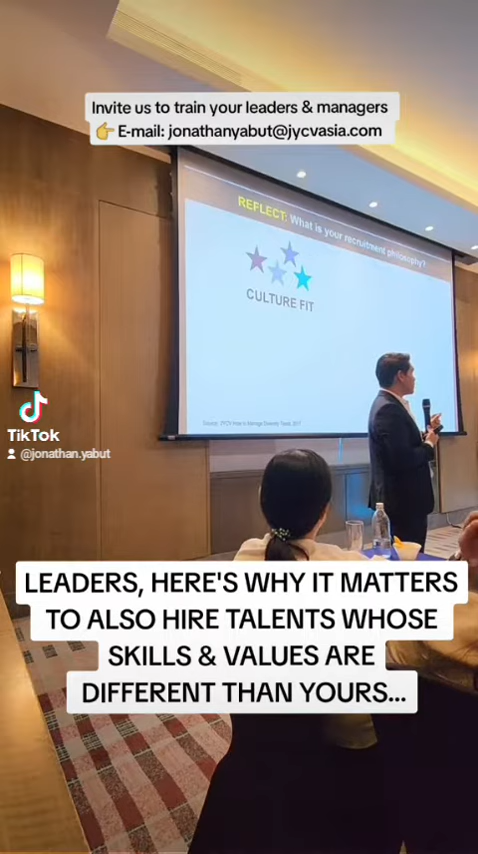 Invite us to train your leaders & managers
👉 E-mail: jonathanyabut@jycvasia.com
REFLECT: What is your recruitment philosophy?
CULTURE FIT
TikTok
@jonathan.yabut
LEADERS, HERE'S WHY IT MATTERS
TO ALSO HIRE TALENTS WHOSE
SKILLS & VALUES ARE
DIFFERENT THAN YOURS...